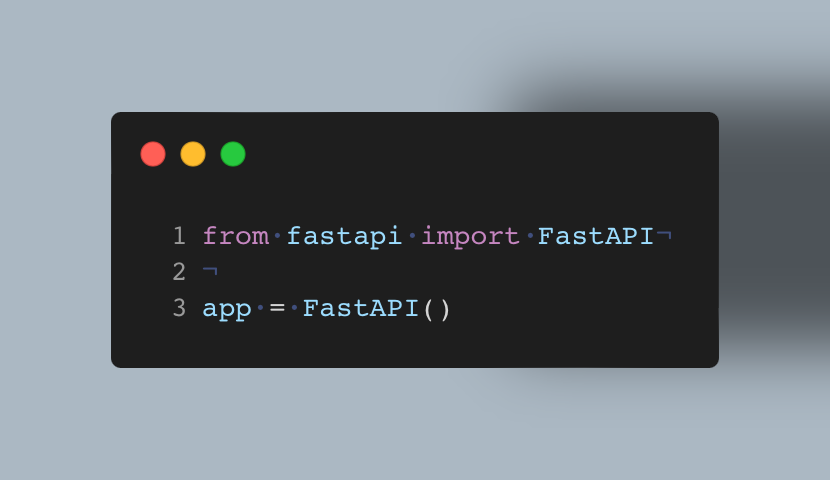 1 from·fastapi·import·FastAPI¬
2 ¬
3 app·=·FastAPI()